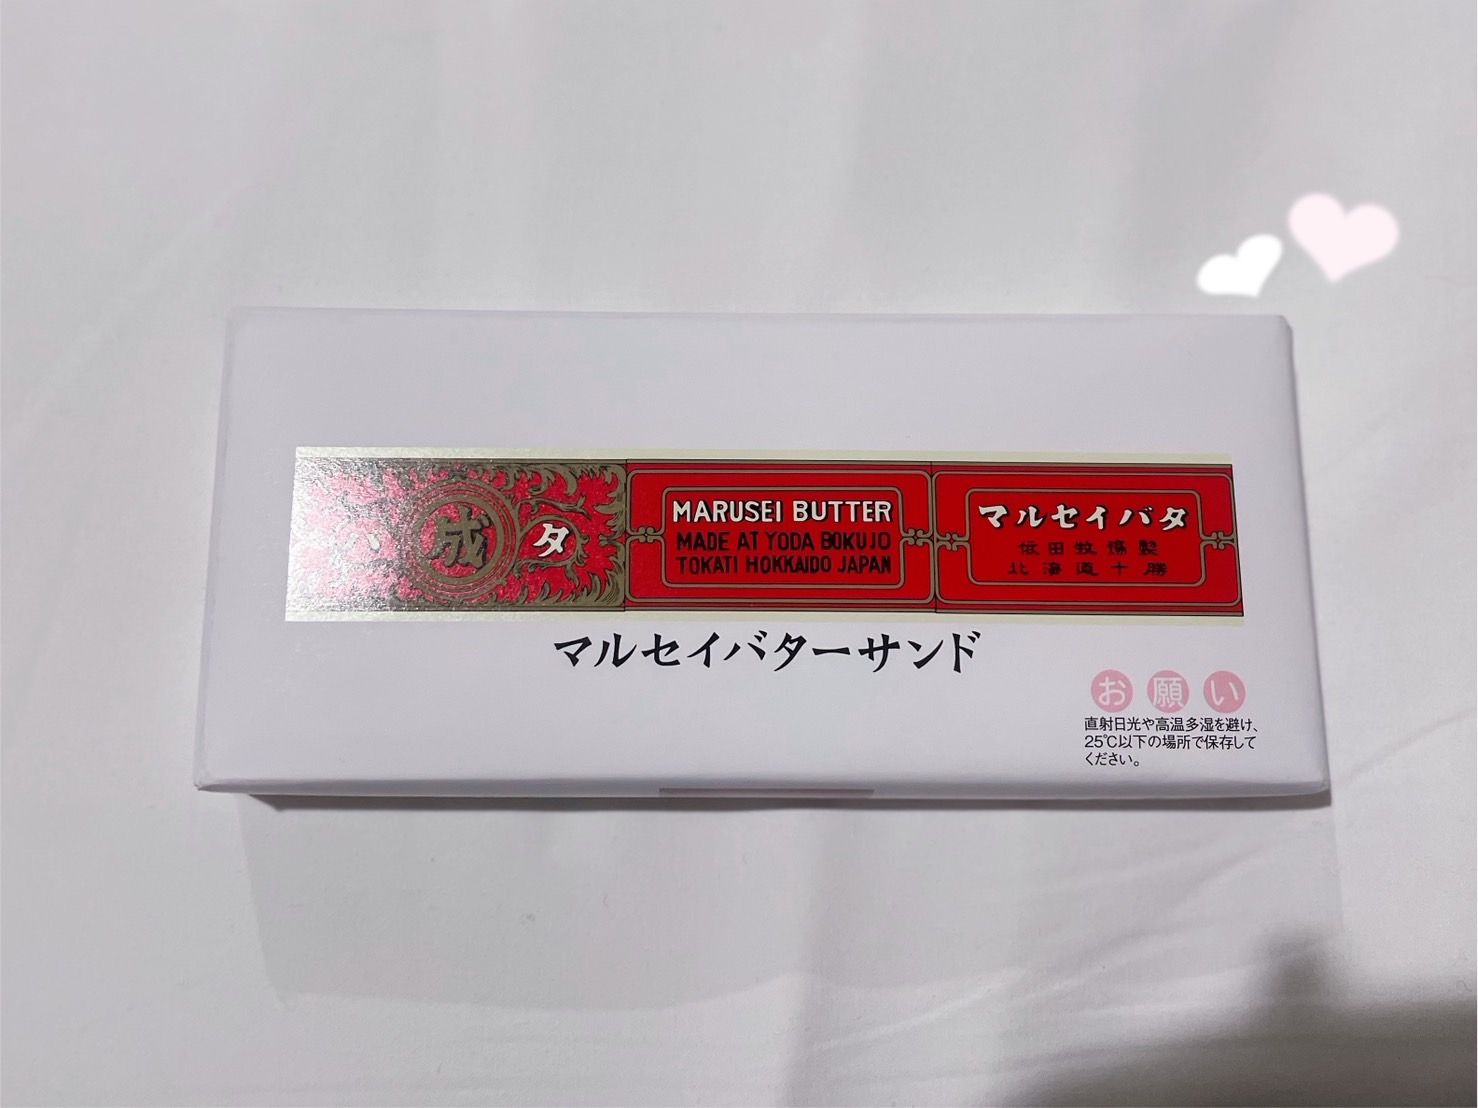 バ 成 タ
MARUSEI BUTTER
MADE AT YODA BOKUJO
TOKATI HOKKAIDO JAPAN
マルセイバタ
依田牧場製
北海道十勝
マルセイバターサンド
お願い
直射日光や高温多湿を避け、
25℃以下の場所で保存して
ください。